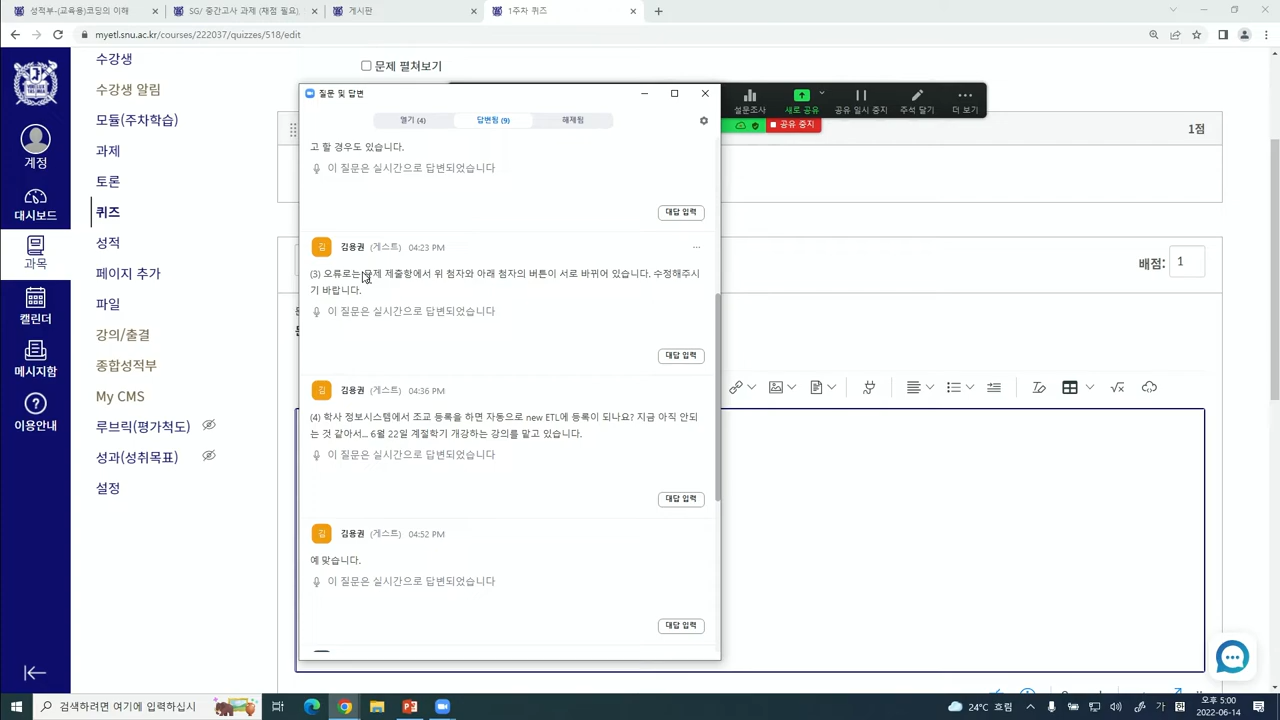 성적부-(교육용)코딩의 이해
SG/ 중간고사 과제 (채점 필요),
게시판
1주차 퀴즈
myetl.snu.ac.kr/courses/222037/quizzes/518/edit
계정
대시보드
과목
캘린더
메시지함
이용안내
수강생
수강생 알림
모듈(주차학습)
과제
토론
퀴즈
성적
페이지 추가
파일
강의/출결
종합성적부
My CMS
루브릭(평가척도)
성과(성취목표)
설정
문제 펼쳐보기
1점
배점: 1
설문조사
새로 공유
공유 일시 중지
주석 달기
더 보기
공유 중지
질문 및 답변
열기 (4)
답변됨 (9)
해제됨
고 할 경우도 있습니다.
이 질문은 실시간으로 답변되었습니다
대답 입력
김
김용권 (게스트) 04:23 PM
(3) 오류로는 문제 제출항에서 위 첨자와 아래 첨자의 버튼이 서로 바뀌어 있습니다. 수정해주시
기 바랍니다.
이 질문은 실시간으로 답변되었습니다
대답 입력
김
김용권 (게스트) 04:36 PM
(4) 학사 정보시스템에서 조교 등록을 하면 자동으로 new ETL에 등록이 되나요? 지금 아직 안되
는 것 같아서... 6월 22일 계절학기 개강하는 강의를 맡고 있습니다.
이 질문은 실시간으로 답변되었습니다
대답 입력
김
김용권 (게스트) 04:52 PM
예 맞습니다.
이 질문은 실시간으로 답변되었습니다
대답 입력
검색하려면 여기에 입력하십시
24°C 흐림
가
오후 5:00
2022-06-14